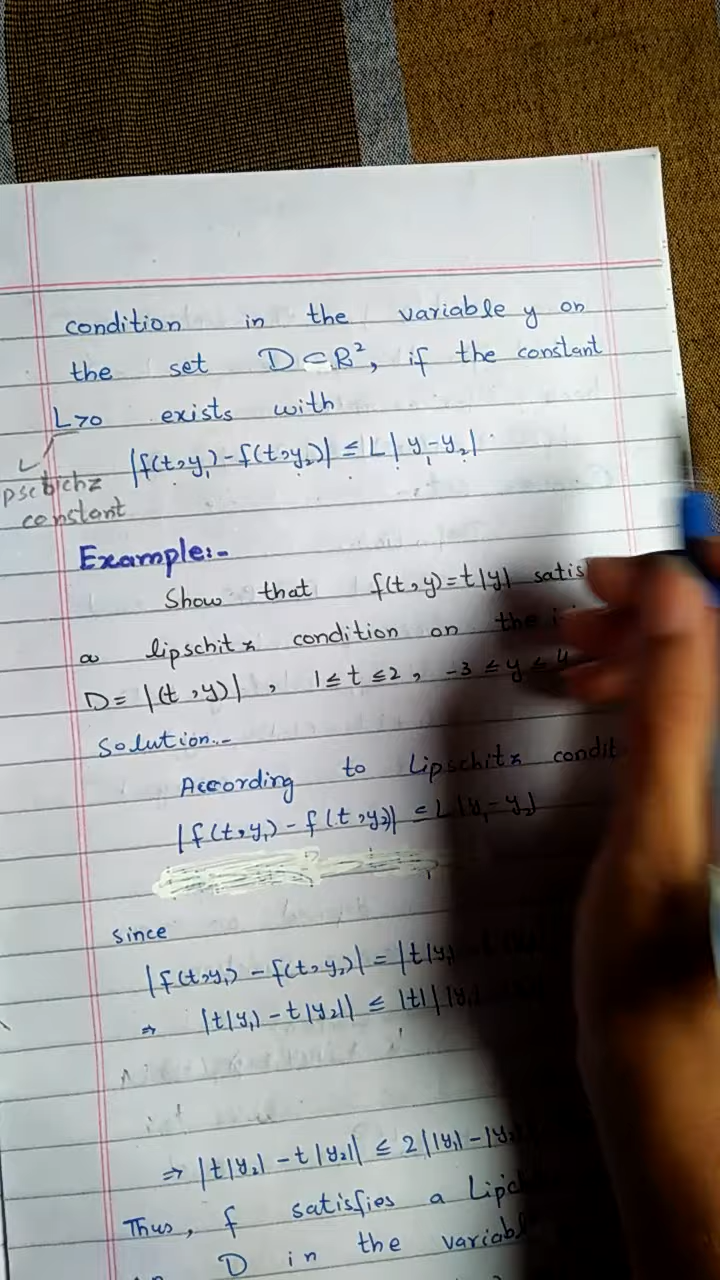 condition in the variable y on
the set D ⊂ R², if the constant
L>0 exists with
|f(t,y₁)-f(t,y₂)| ≤ L|y₁-y₂|
constant
Example:-
Show that f(t,y)=t|y|
a lipschitz condition on the
D= |(t,y)|, 1≤t≤2, -3≤y≤4
Solution:-
According to Lipschitz
|f(t,y₁)-f(t,y₂)| ≤ L|y₁-y₂|
since
|f(t,y₁)-f(t,y₂)| = |t|y₁|
⇒ |t|y₁|-t|y₂|| ≤ |t| ||y₁|
⇒ |t|y₂|-t|y₂|| ≤ 2||y₁|-|y₂
Thus, f satisfies a
D in the